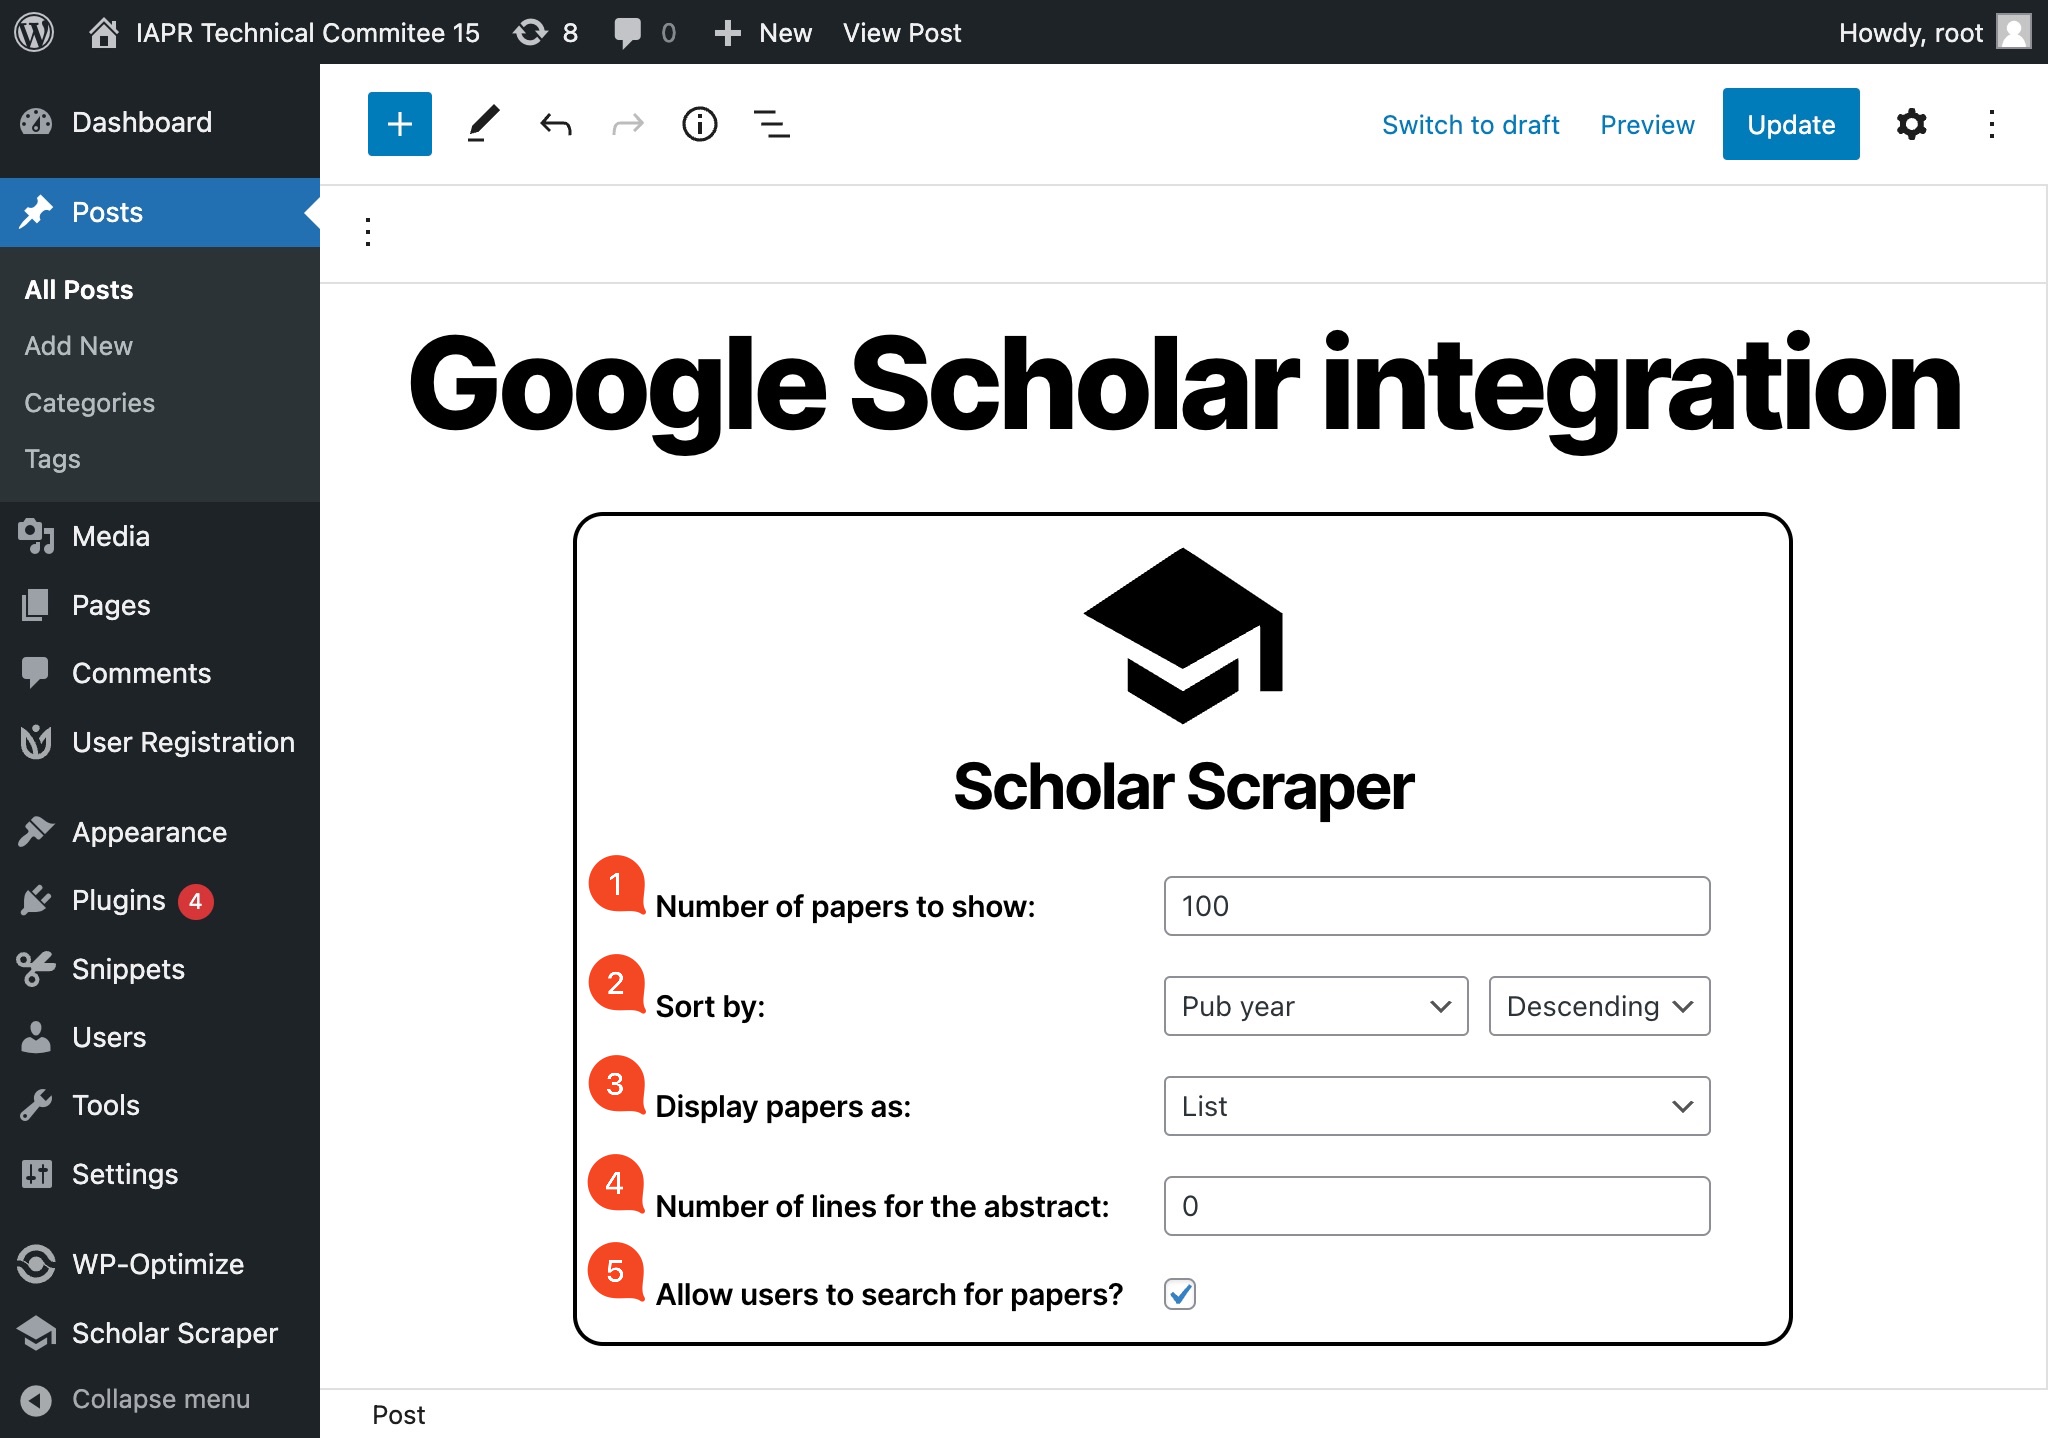 IAPR Technical Commitee 15 8 0 New View Post Howdy, root
Dashboard
Posts
All Posts
Add New
Categories
Tags
Media
Pages
Comments
User Registration
Appearance
Plugins 4
Snippets
Users
Tools
Settings
WP-Optimize
Scholar Scraper
Collapse menu
Switch to draft Preview Update
Google Scholar integration
Scholar Scraper
1 Number of papers to show: 100
2 Sort by: Pub year Descending
3 Display papers as: List
4 Number of lines for the abstract: 0
5 Allow users to search for papers?
Post